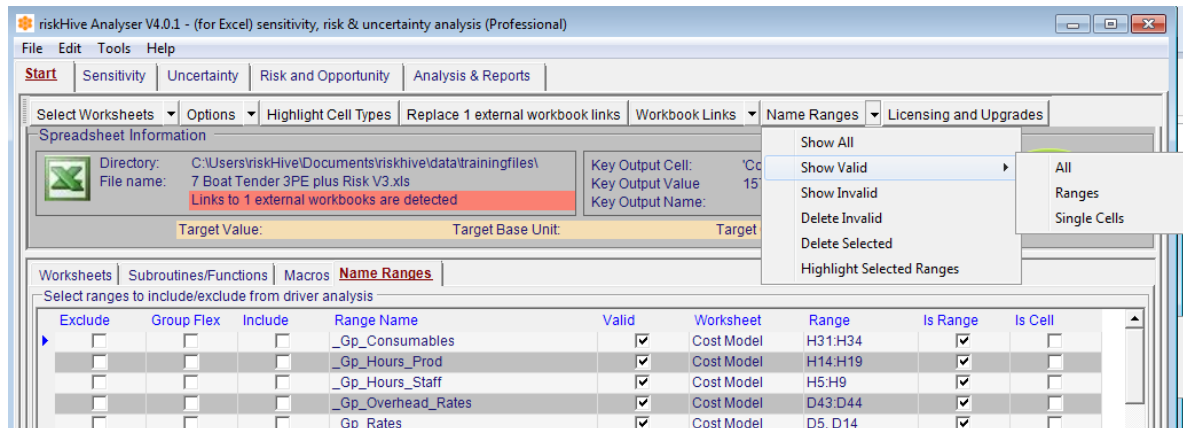 riskHive Analyser V4.0.1 - (for Excel) sensitivity, risk & uncertainty analysis (Professional)
File Edit Tools Help
Start Sensitivity Uncertainty Risk and Opportunity Analysis & Reports
Select Worksheets Options Highlight Cell Types Replace 1 external workbook links Workbook Links Name Ranges Licensing and Upgrades
Spreadsheet Information
Directory: C:\Users\riskHive\Documents\riskhive\data\trainingfiles\
File name: 7 Boat Tender 3PE plus Risk V3.xls
Links to 1 external workbooks are detected
Key Output Cell: 'Co
Key Output Value 15
Key Output Name:
Target Value: Target Base Unit: Target
Show All
Show Valid
Show Invalid
Delete Invalid
Delete Selected
Highlight Selected Ranges
All
Ranges
Single Cells
Worksheets Subroutines/Functions Macros Name Ranges
Select ranges to include/exclude from driver analysis
Exclude Group Flex Include Range Name Valid Worksheet Range Is Range Is Cell
_Gp_Consumables Cost Model H31:H34
_Gp_Hours_Prod Cost Model H14:H19
_Gp_Hours_Staff Cost Model H5:H9
_Gp_Overhead_Rates Cost Model D43:D44
_Gp_Rates Cost Model D5, D14